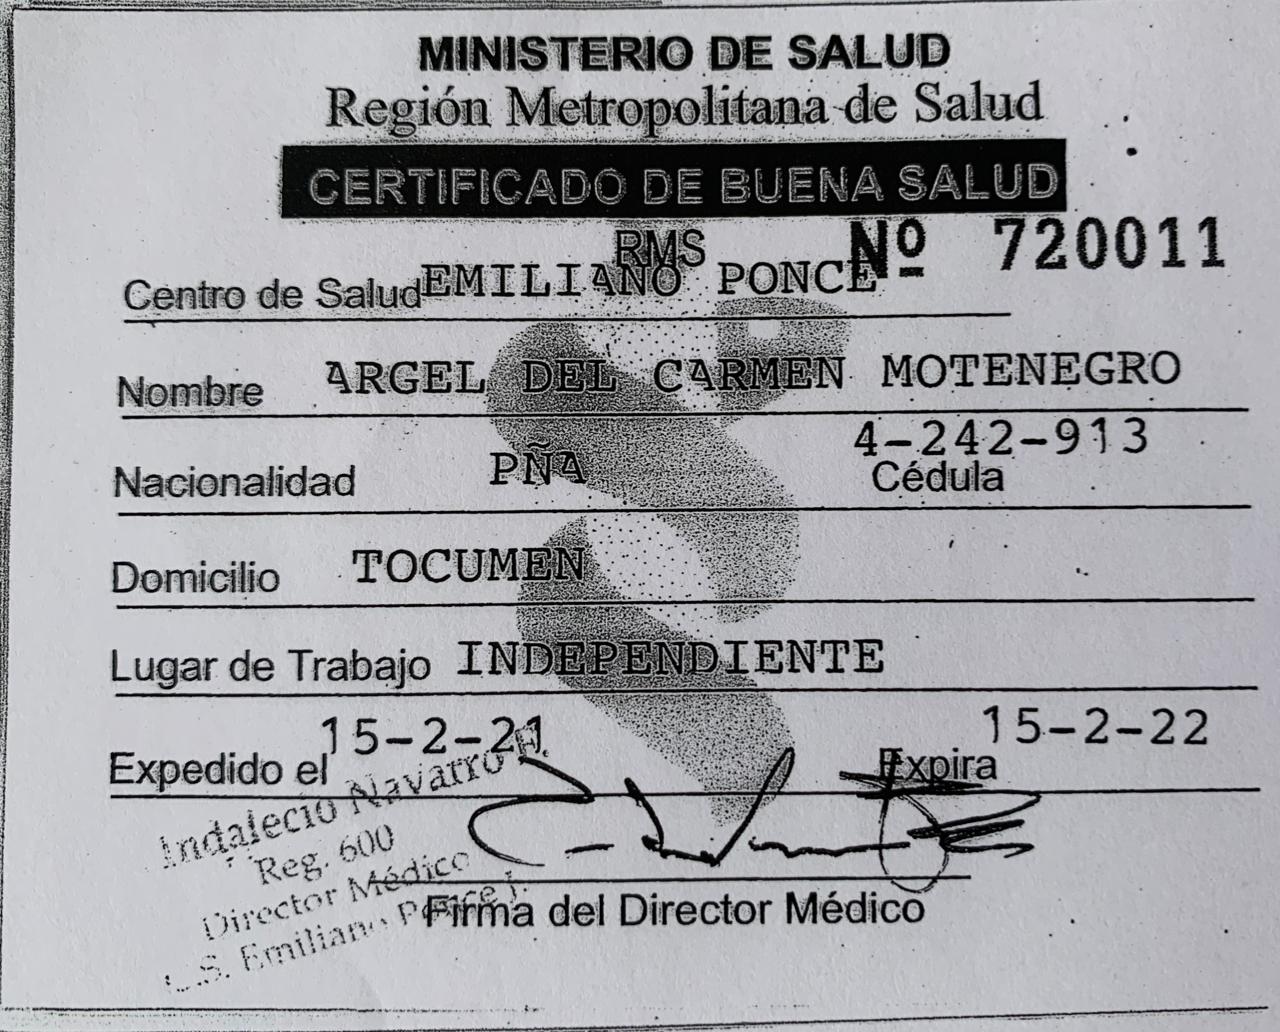 MINISTERIO DE SALUD
Región Metropolitana de Salud
CERTIFICADO DE BUENA SALUD
RMS Nº 720011
Centro de Salud EMILIANO PONCE
Nombre ARGEL DEL CARMEN MOTENEGRO
4-242-913
Nacionalidad PÑA Cédula
Domicilio TOCUMEN
Lugar de Trabajo INDEPENDIENTE
Expedido el 15-2-21 Expira 15-2-22
Indalecio Navarro
Reg. 600
Director Médico
C.S. Emiliano Ponce
Firma del Director Médico